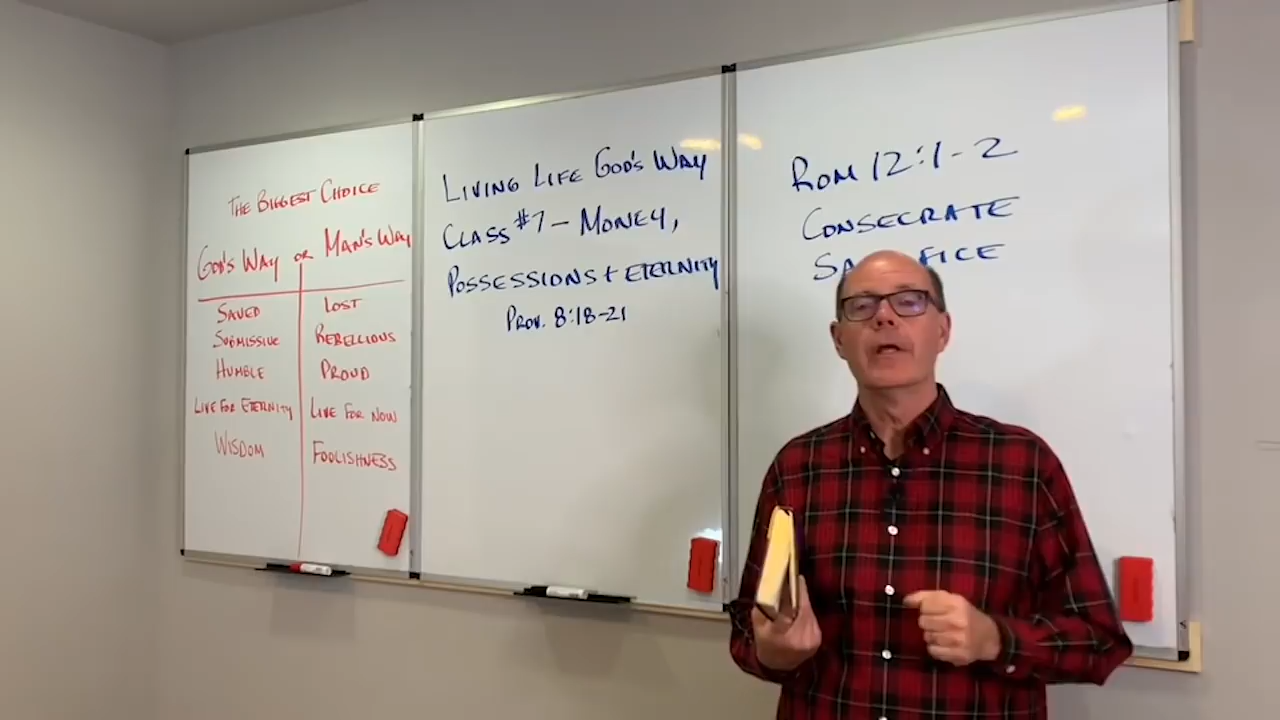 THE BIGGEST CHOICE
GOD'S WAY OR MAN'S WAY
SAVED LOST
SUBMISSIVE REBELLIOUS
HUMBLE PROUD
LIVE FOR ETERNITY LIVE FOR NOW
WISDOM FOOLISHNESS
LIVING LIFE GOD'S WAY
CLASS #7 - MONEY,
POSSESSIONS + ETERNITY
PROV. 8:18-21
ROM 12:1-2
CONSECRATE